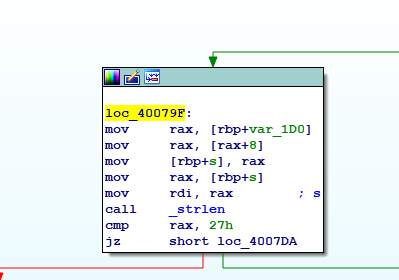 loc_40079F:
mov rax, [rbp+var_1D0]
mov rax, [rax+8]
mov [rbp+s], rax
mov rax, [rbp+s]
mov rdi, rax ; s
call _strlen
cmp rax, 27h
jz short loc_4007DA